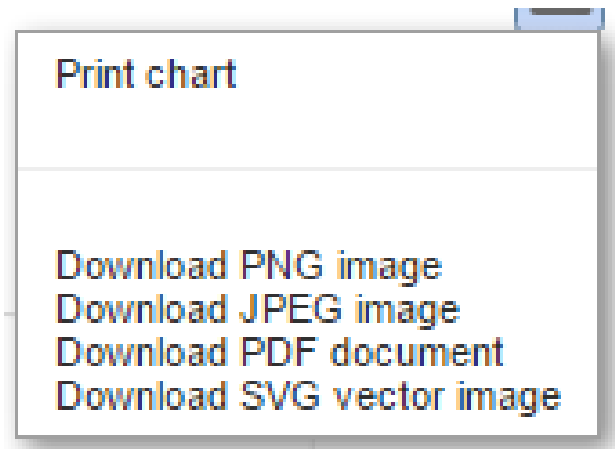 Print chart
Download PNG image
Download JPEG image
Download PDF document
Download SVG vector image